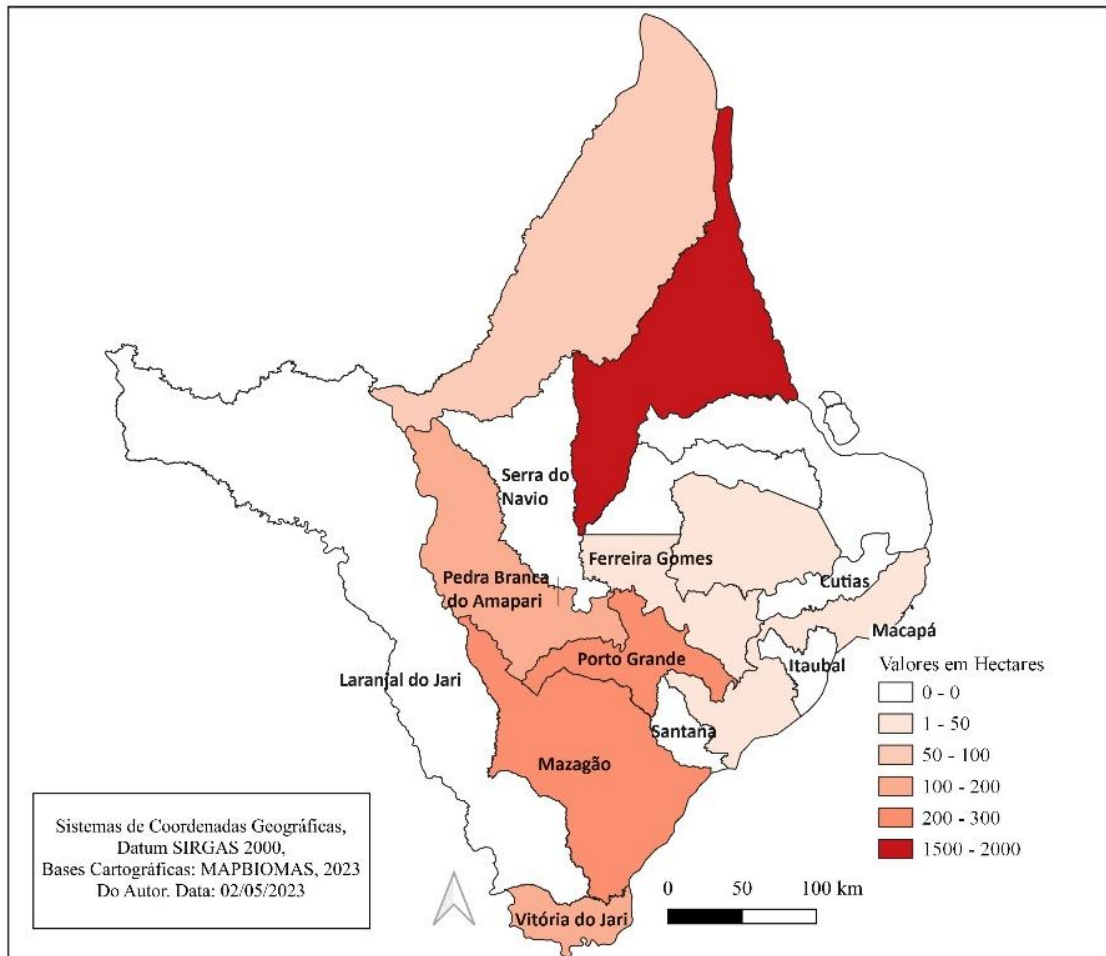 Serra do
Navio
Ferreira Gomes
Pedra Branca
do Amapari
Cutias
Macapá
Porto Grande
Itaubal
Laranjal do Jari
Santana
Mazagão
Vitória do Jari
Valores em Hectares
0 - 0
1 - 50
50 - 100
100 - 200
200 - 300
1500 - 2000
Sistemas de Coordenadas Geográficas,
Datum SIRGAS 2000,
Bases Cartográficas: MAPBIOMAS, 2023
Do Autor. Data: 02/05/2023
0 50 100 km